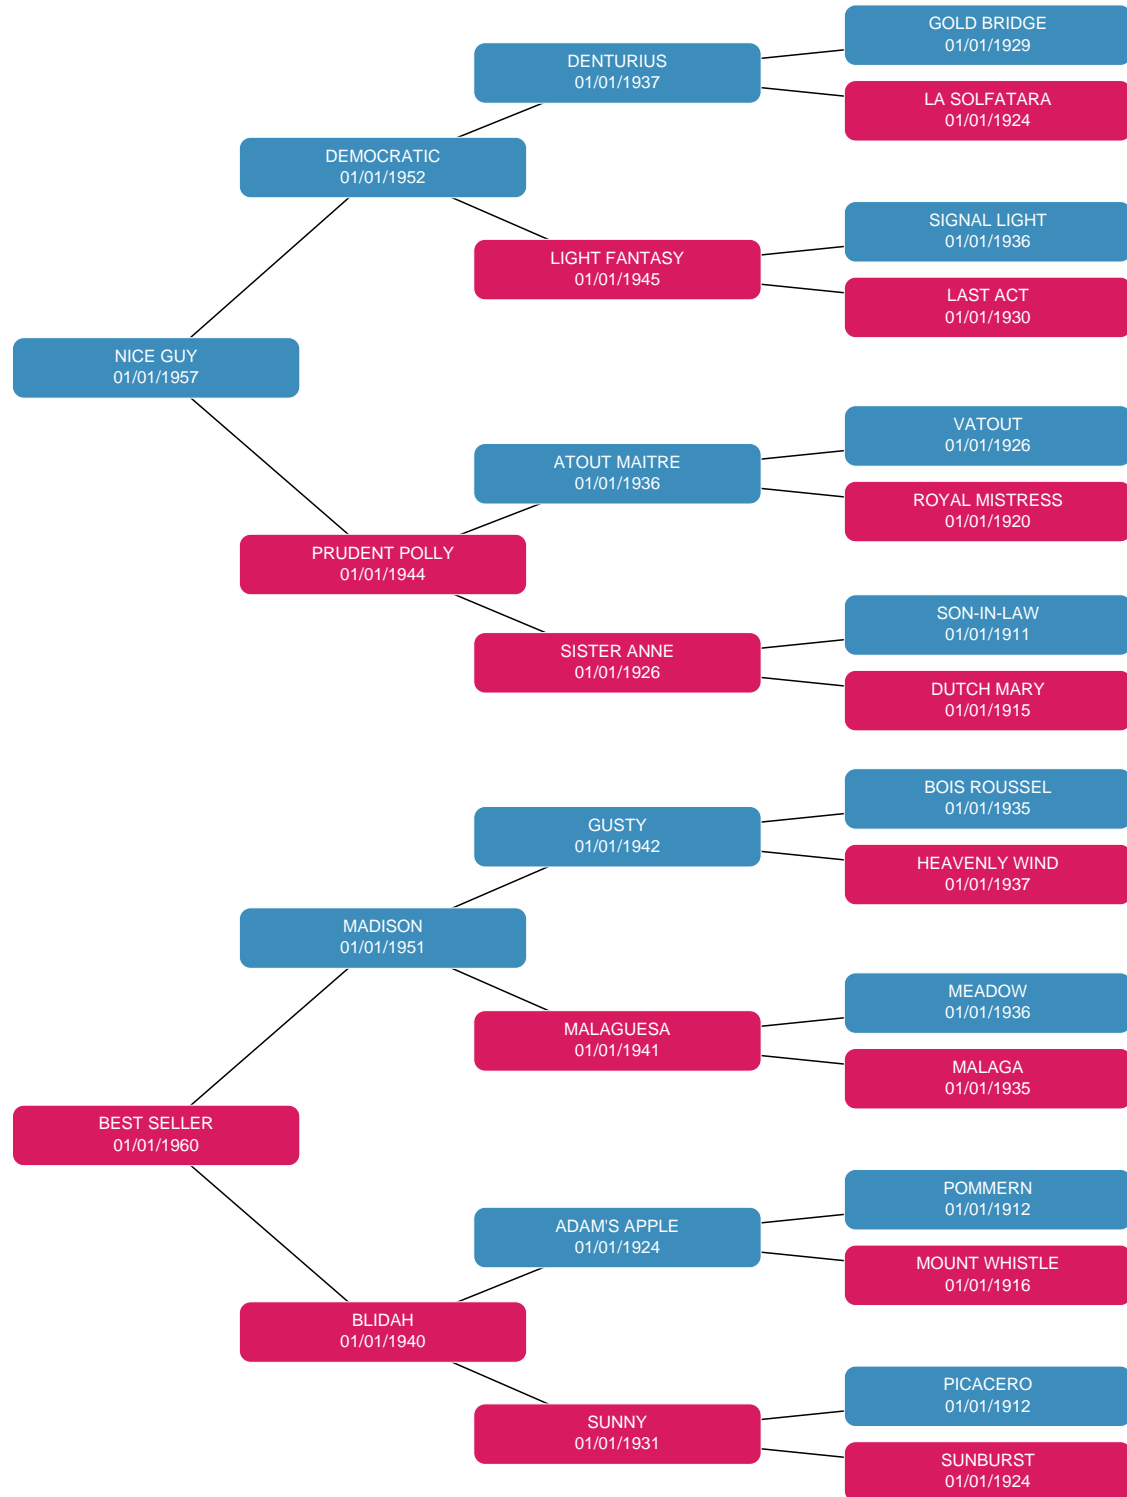 GOLD BRIDGE
01/01/1929
DENTURIUS
01/01/1937
LA SOLFATARA
01/01/1924
DEMOCRATIC
01/01/1952
SIGNAL LIGHT
01/01/1936
LIGHT FANTASY
01/01/1945
LAST ACT
01/01/1930
NICE GUY
01/01/1957
VATOUT
01/01/1926
ATOUT MAITRE
01/01/1936
ROYAL MISTRESS
01/01/1920
PRUDENT POLLY
01/01/1944
SON-IN-LAW
01/01/1911
SISTER ANNE
01/01/1926
DUTCH MARY
01/01/1915
BOIS ROUSSEL
01/01/1935
GUSTY
01/01/1942
HEAVENLY WIND
01/01/1937
MADISON
01/01/1951
MEADOW
01/01/1936
MALAGUESA
01/01/1941
MALAGA
01/01/1935
BEST SELLER
01/01/1960
POMMERN
01/01/1912
ADAM'S APPLE
01/01/1924
MOUNT WHISTLE
01/01/1916
BLIDAH
01/01/1940
PICACERO
01/01/1912
SUNNY
01/01/1931
SUNBURST
01/01/1924